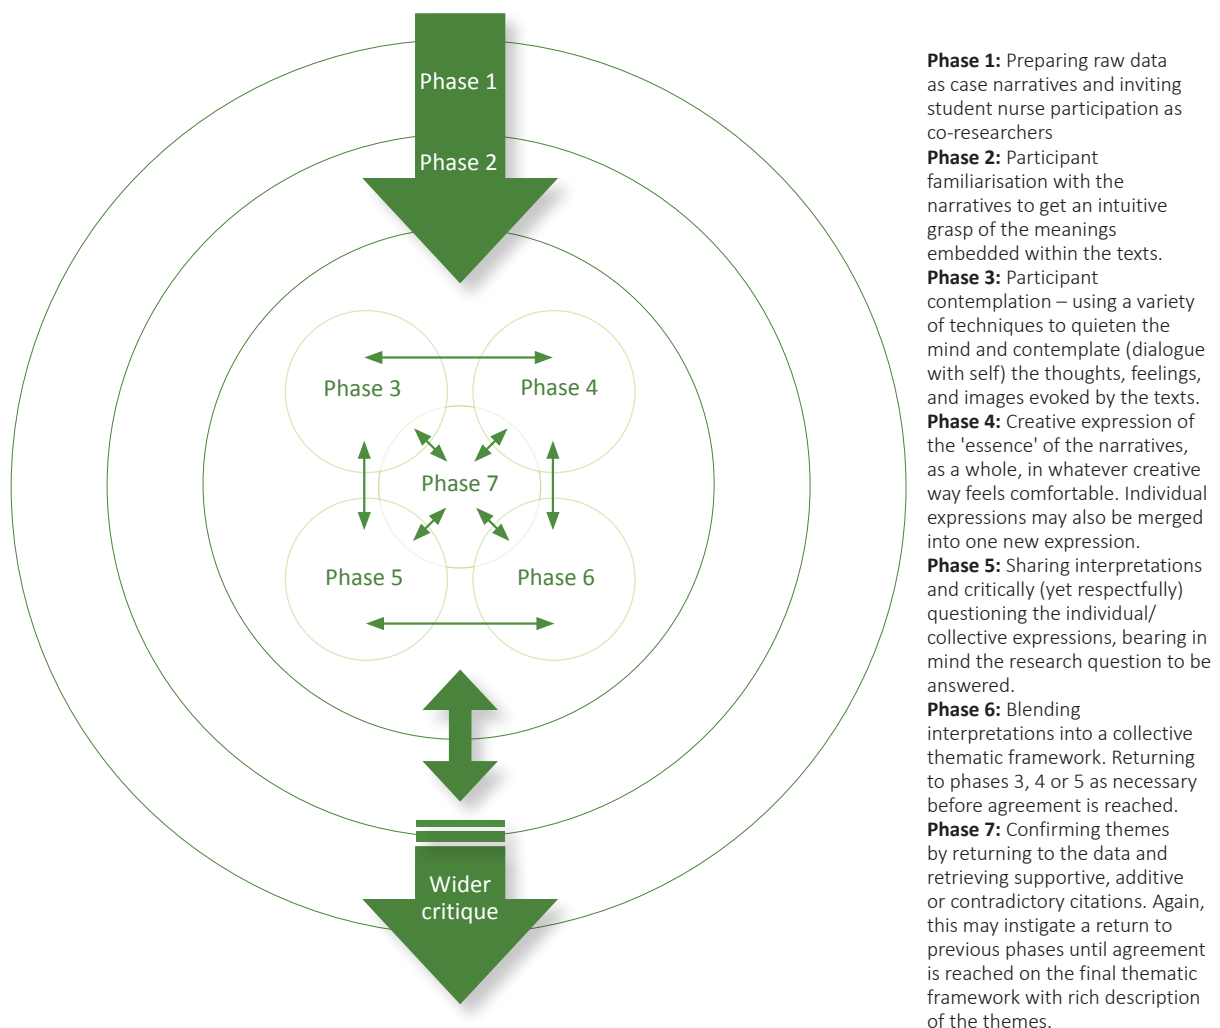 Phase 1
Phase 2
Phase 3
Phase 4
Phase 7
Phase 5
Phase 6
Wider
critique
Phase 1: Preparing raw data
as case narratives and inviting
student nurse participation as
co-researchers
Phase 2: Participant
familiarisation with the
narratives to get an intuitive
grasp of the meanings
embedded within the texts.
Phase 3: Participant
contemplation – using a variety
of techniques to quieten the
mind and contemplate (dialogue
with self) the thoughts, feelings,
and images evoked by the texts.
Phase 4: Creative expression of
the 'essence' of the narratives,
as a whole, in whatever creative
way feels comfortable. Individual
expressions may also be merged
into one new expression.
Phase 5: Sharing interpretations
and critically (yet respectfully)
questioning the individual/
collective expressions, bearing in
mind the research question to be
answered.
Phase 6: Blending
interpretations into a collective
thematic framework. Returning
to phases 3, 4 or 5 as necessary
before agreement is reached.
Phase 7: Confirming themes
by returning to the data and
retrieving supportive, additive
or contradictory citations. Again,
this may instigate a return to
previous phases until agreement
is reached on the final thematic
framework with rich description
of the themes.